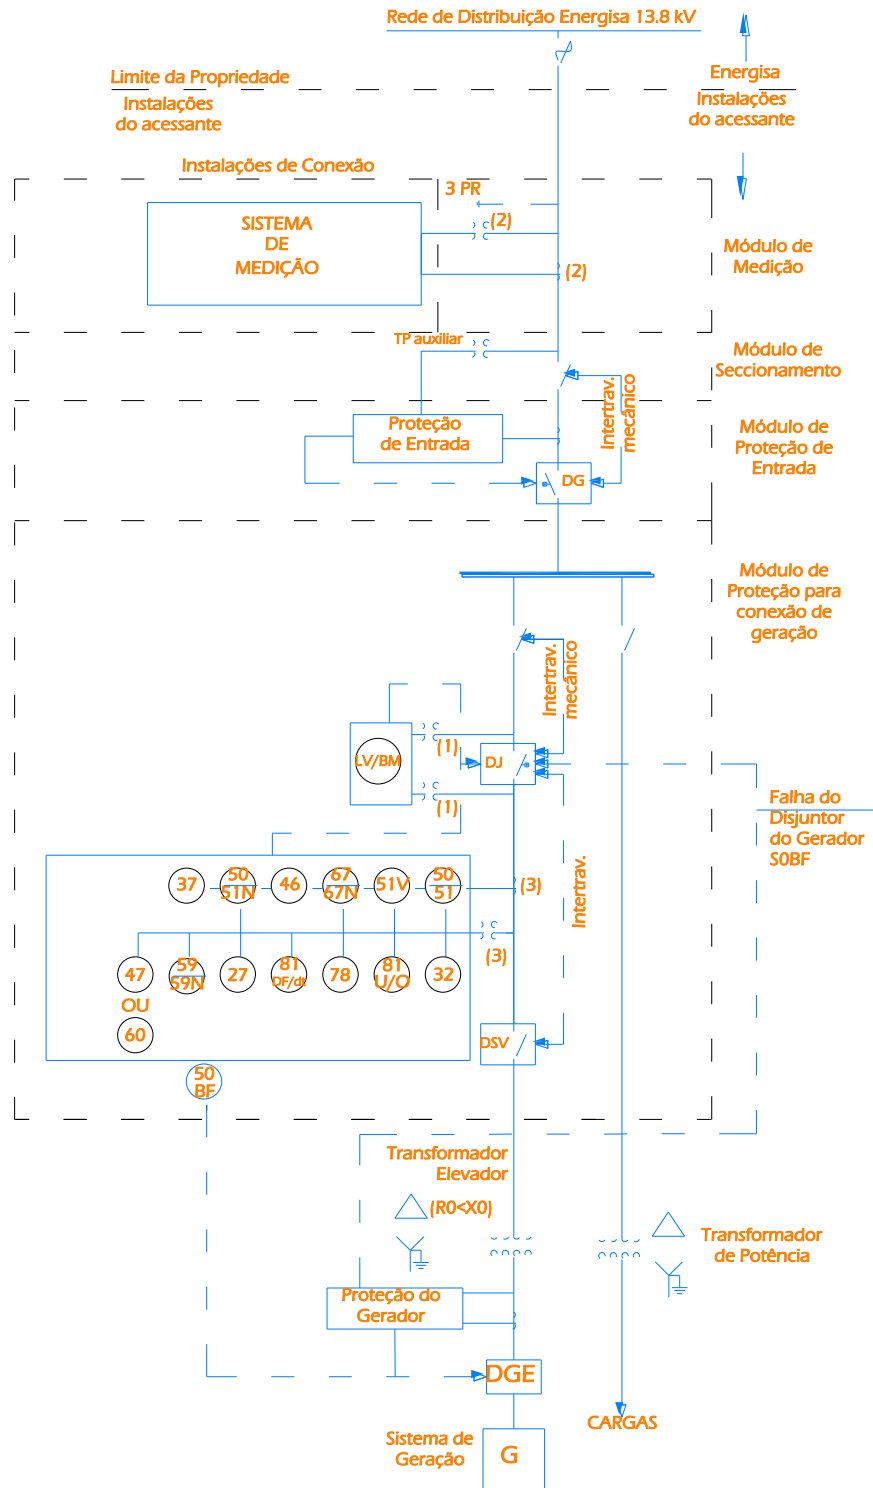 Rede de Distribuição Energisa 13.8 kV
Limite da Propriedade
Energisa
Instalações
do acessante
Instalações
do acessante
Instalações de Conexão
3 PR
(2)
SISTEMA
DE
MEDIÇÃO
(2)
Módulo de
Medição
TP auxiliar
Módulo de
Seccionamento
Intertrav.
mecánico
Proteção
de Entrada
Módulo de
Proteção de
Entrada
DG
Módulo de
Proteção para
conexão de
geração
Intertrav.
mecánico
(1)
LV/BM
DJ
(1)
Falha do
Disjuntor
do Gerador
S0BF
Intertrav.
37
50
51N
46
67
67N
51V
50
51
(3)
(3)
47
59
59N
27
81
DF/dt
78
81
U/O
32
OU
60
DSV
50
BF
Transformador
Elevador
(R0<X0)
Transformador
de Potência
Proteção do
Gerador
DGE
CARGAS
Sistema de
Geração
G